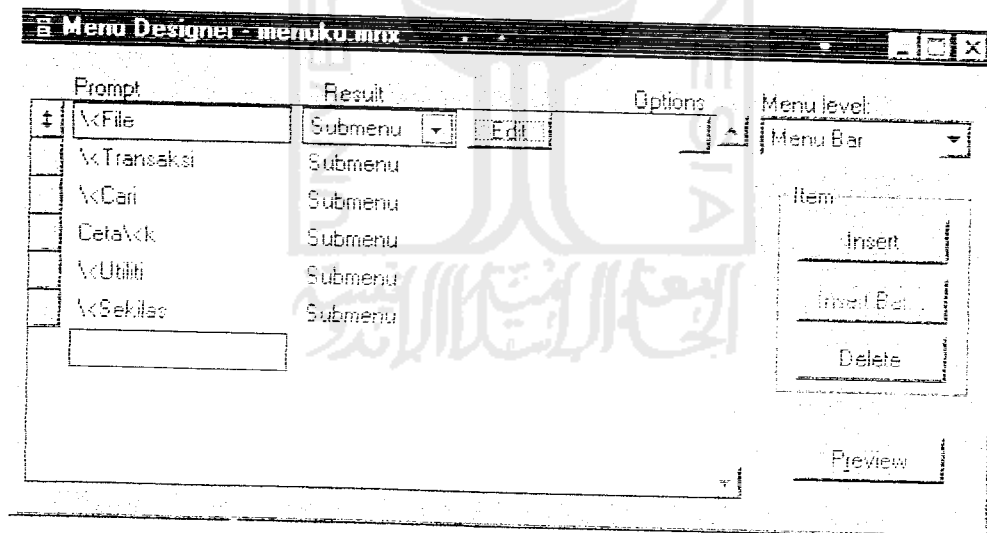 Menu Designer - menuku.mnx
Prompt Result Options Menu level:
\<File Submenu Edit Menu Bar
\<Transaksi Submenu
\<Cari Submenu Item
Ceta\<k Submenu Insert
\<Utiliti Submenu
\<Sekilas Submenu Insert Bar...
Delete
Preview